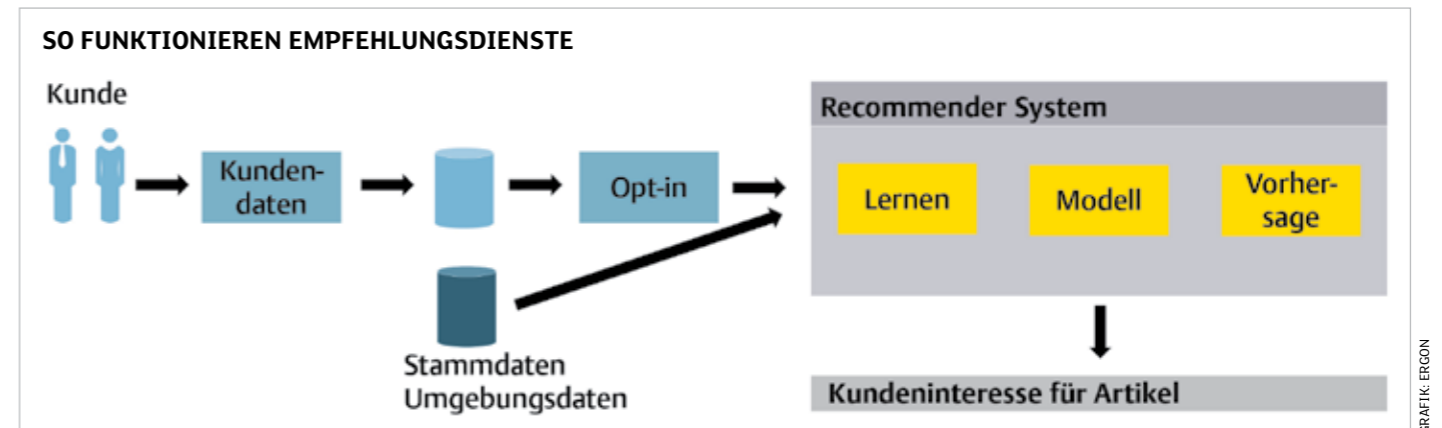 SO FUNKTIONIEREN EMPFEHLUNGSDIENSTE
Kunde
Kunden-
daten
Opt-in
Stammdaten
Umgebungsdaten
Recommender System
Lernen
Modell
Vorher-
sage
Kundeninteresse für Artikel
GRAFIK: ERGON